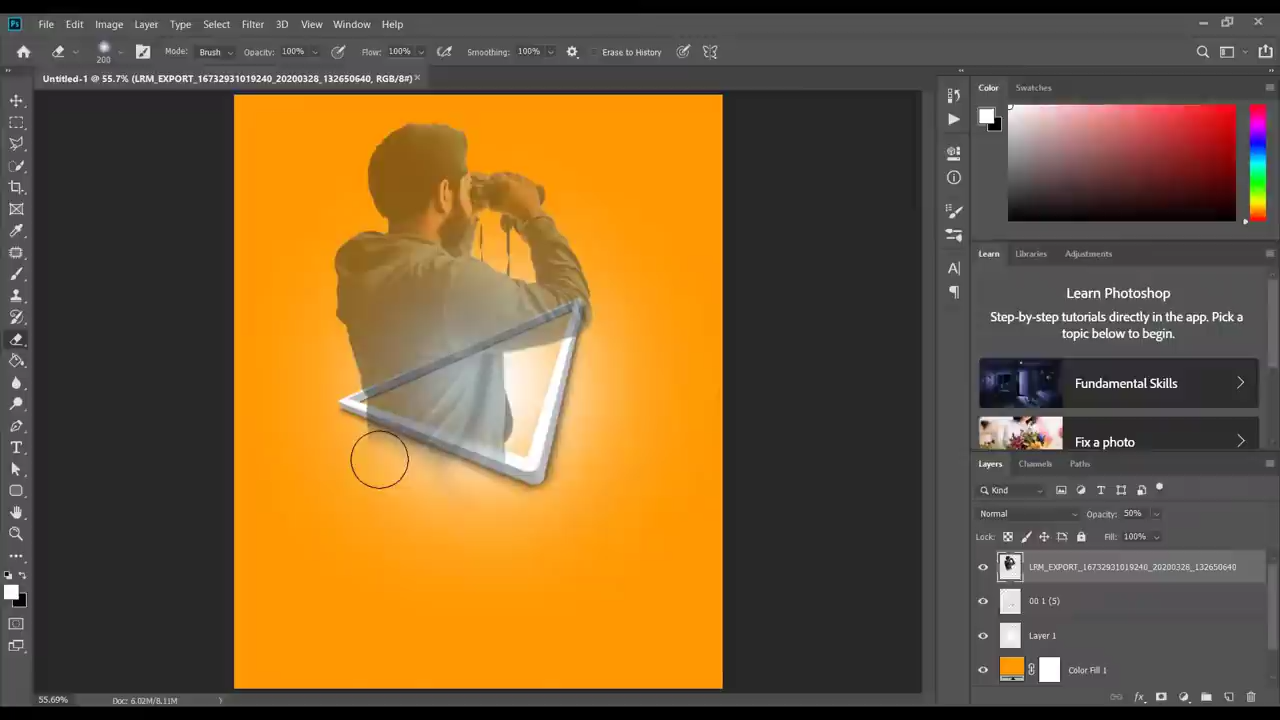 Ps File Edit Image Layer Type Select Filter 3D View Window Help
200 Mode: Brush Opacity: 100% Flow: 100% Smoothing: 100% Erase to History
Untitled-1 @ 55.7% (LRM_EXPORT_16732931019240_20200328_132650640, RGB/8#) ×
Color Swatches
Learn Libraries Adjustments
Learn Photoshop
Step-by-step tutorials directly in the app. Pick a
topic below to begin.
Fundamental Skills
Fix a photo
Layers Channels Paths
Kind
Normal Opacity: 50%
Lock: Fill: 100%
LRM_EXPORT_16732931019240_20200328_132650640
00 1 (5)
Layer 1
Color Fill 1
55.69% Doc: 6.02M/8.11M